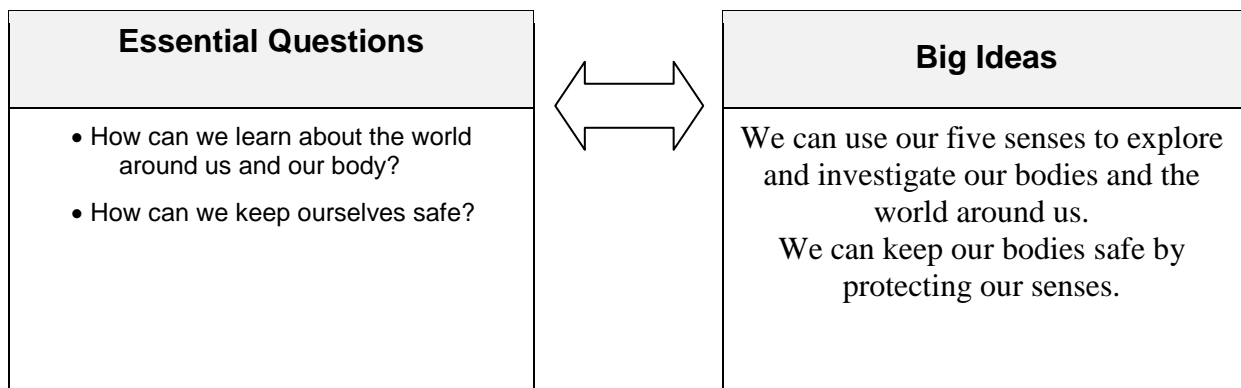 Essential Questions
• How can we learn about the world
around us and our body?
• How can we keep ourselves safe?
Big Ideas
We can use our five senses to explore
and investigate our bodies and the
world around us.
We can keep our bodies safe by
protecting our senses.